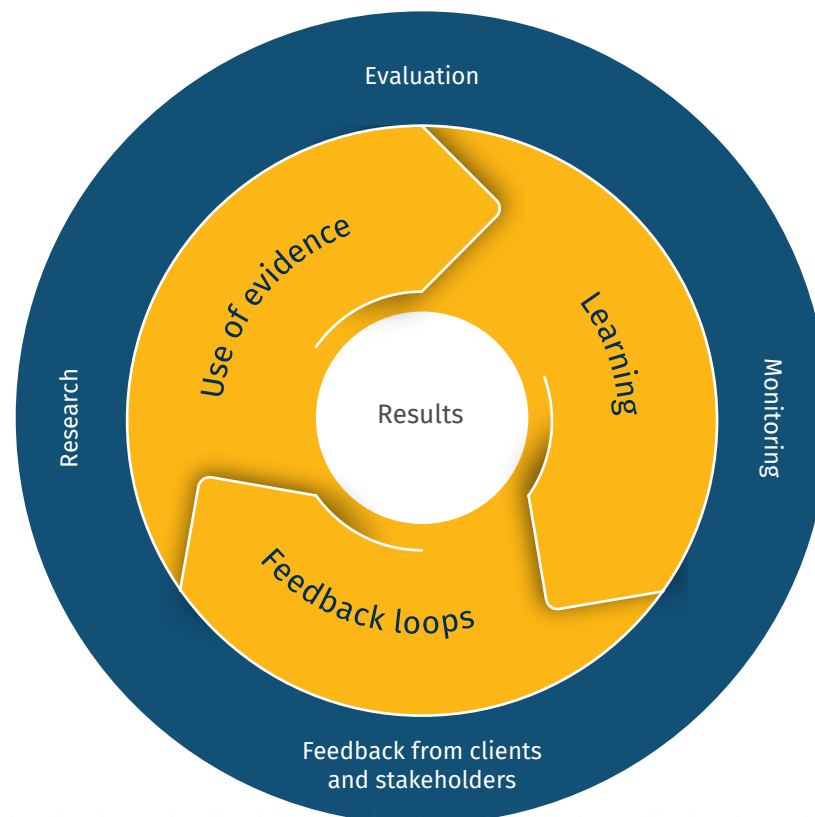 Evaluation
Use of evidence
Learning
Research
Results
Monitoring
Feedback loops
Feedback from clients
and stakeholders